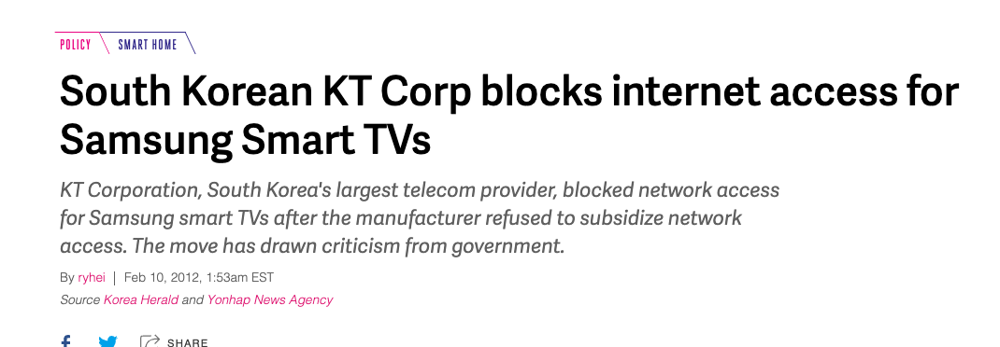 POLICY SMART HOME
South Korean KT Corp blocks internet access for
Samsung Smart TVs
KT Corporation, South Korea's largest telecom provider, blocked network access
for Samsung smart TVs after the manufacturer refused to subsidize network
access. The move has drawn criticism from government.
By ryhei | Feb 10, 2012, 1:53am EST
Source Korea Herald and Yonhap News Agency
SHARE